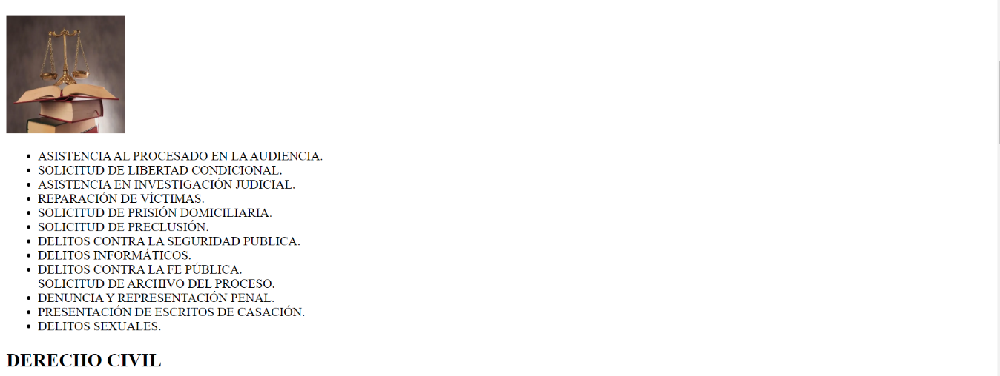 ASISTENCIA AL PROCESADO EN LA AUDIENCIA.
SOLICITUD DE LIBERTAD CONDICIONAL.
ASISTENCIA EN INVESTIGACIÓN JUDICIAL.
REPARACIÓN DE VÍCTIMAS.
SOLICITUD DE PRISIÓN DOMICILIARIA.
SOLICITUD DE PRECLUSIÓN.
DELITOS CONTRA LA SEGURIDAD PUBLICA.
DELITOS INFORMÁTICOS.
DELITOS CONTRA LA FE PÚBLICA.
SOLICITUD DE ARCHIVO DEL PROCESO.
DENUNCIA Y REPRESENTACIÓN PENAL.
PRESENTACIÓN DE ESCRITOS DE CASACIÓN.
DELITOS SEXUALES.
DERECHO CIVIL